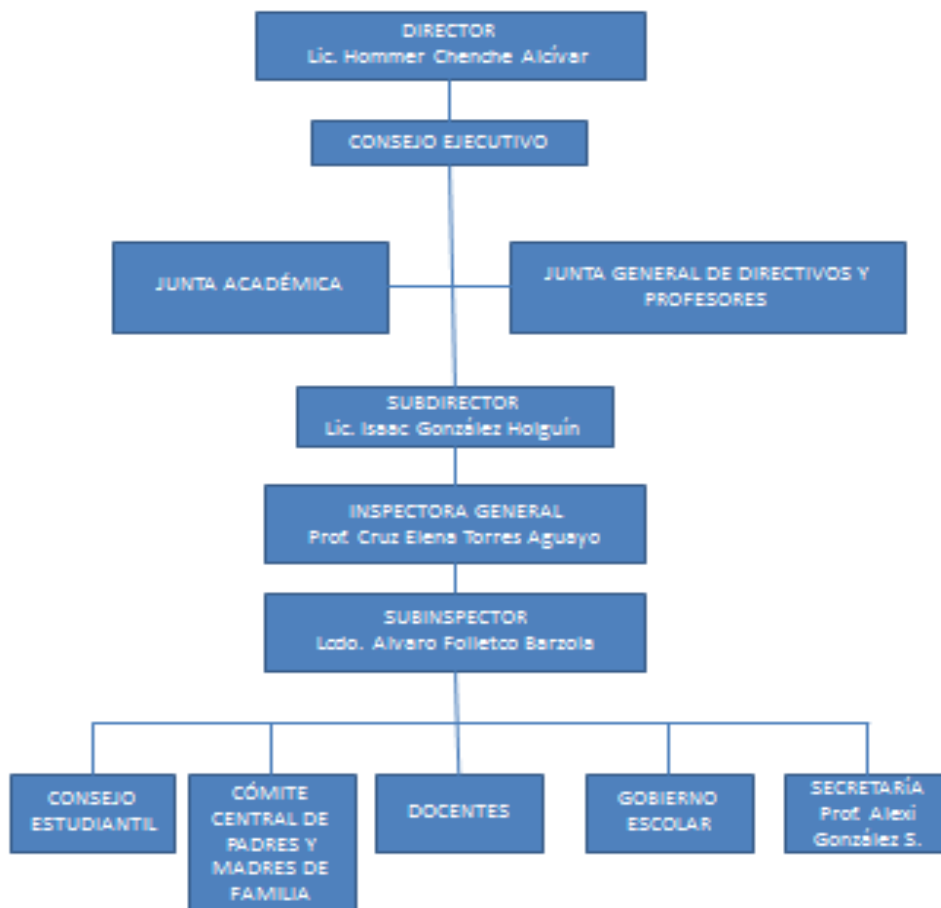 DIRECTOR
Lic. Hommer Chenche Alcívar
CONSEJO EJECUTIVO
JUNTA ACADÉMICA
JUNTA GENERAL DE DIRECTIVOS Y
PROFESORES
SUBDIRECTOR
Lic. Isaac González Holguín
INSPECTORA GENERAL
Prof. Cruz Elena Torres Aguayo
SUBINSPECTOR
Lcdo. Alvaro Folletco Barzola
CONSEJO
ESTUDIANTIL
CÓMITE
CENTRAL DE
PADRES Y
MADRES DE
FAMILIA
DOCENTES
GOBIERNO
ESCOLAR
SECRETARÍA
Prof. Alexi
González S.